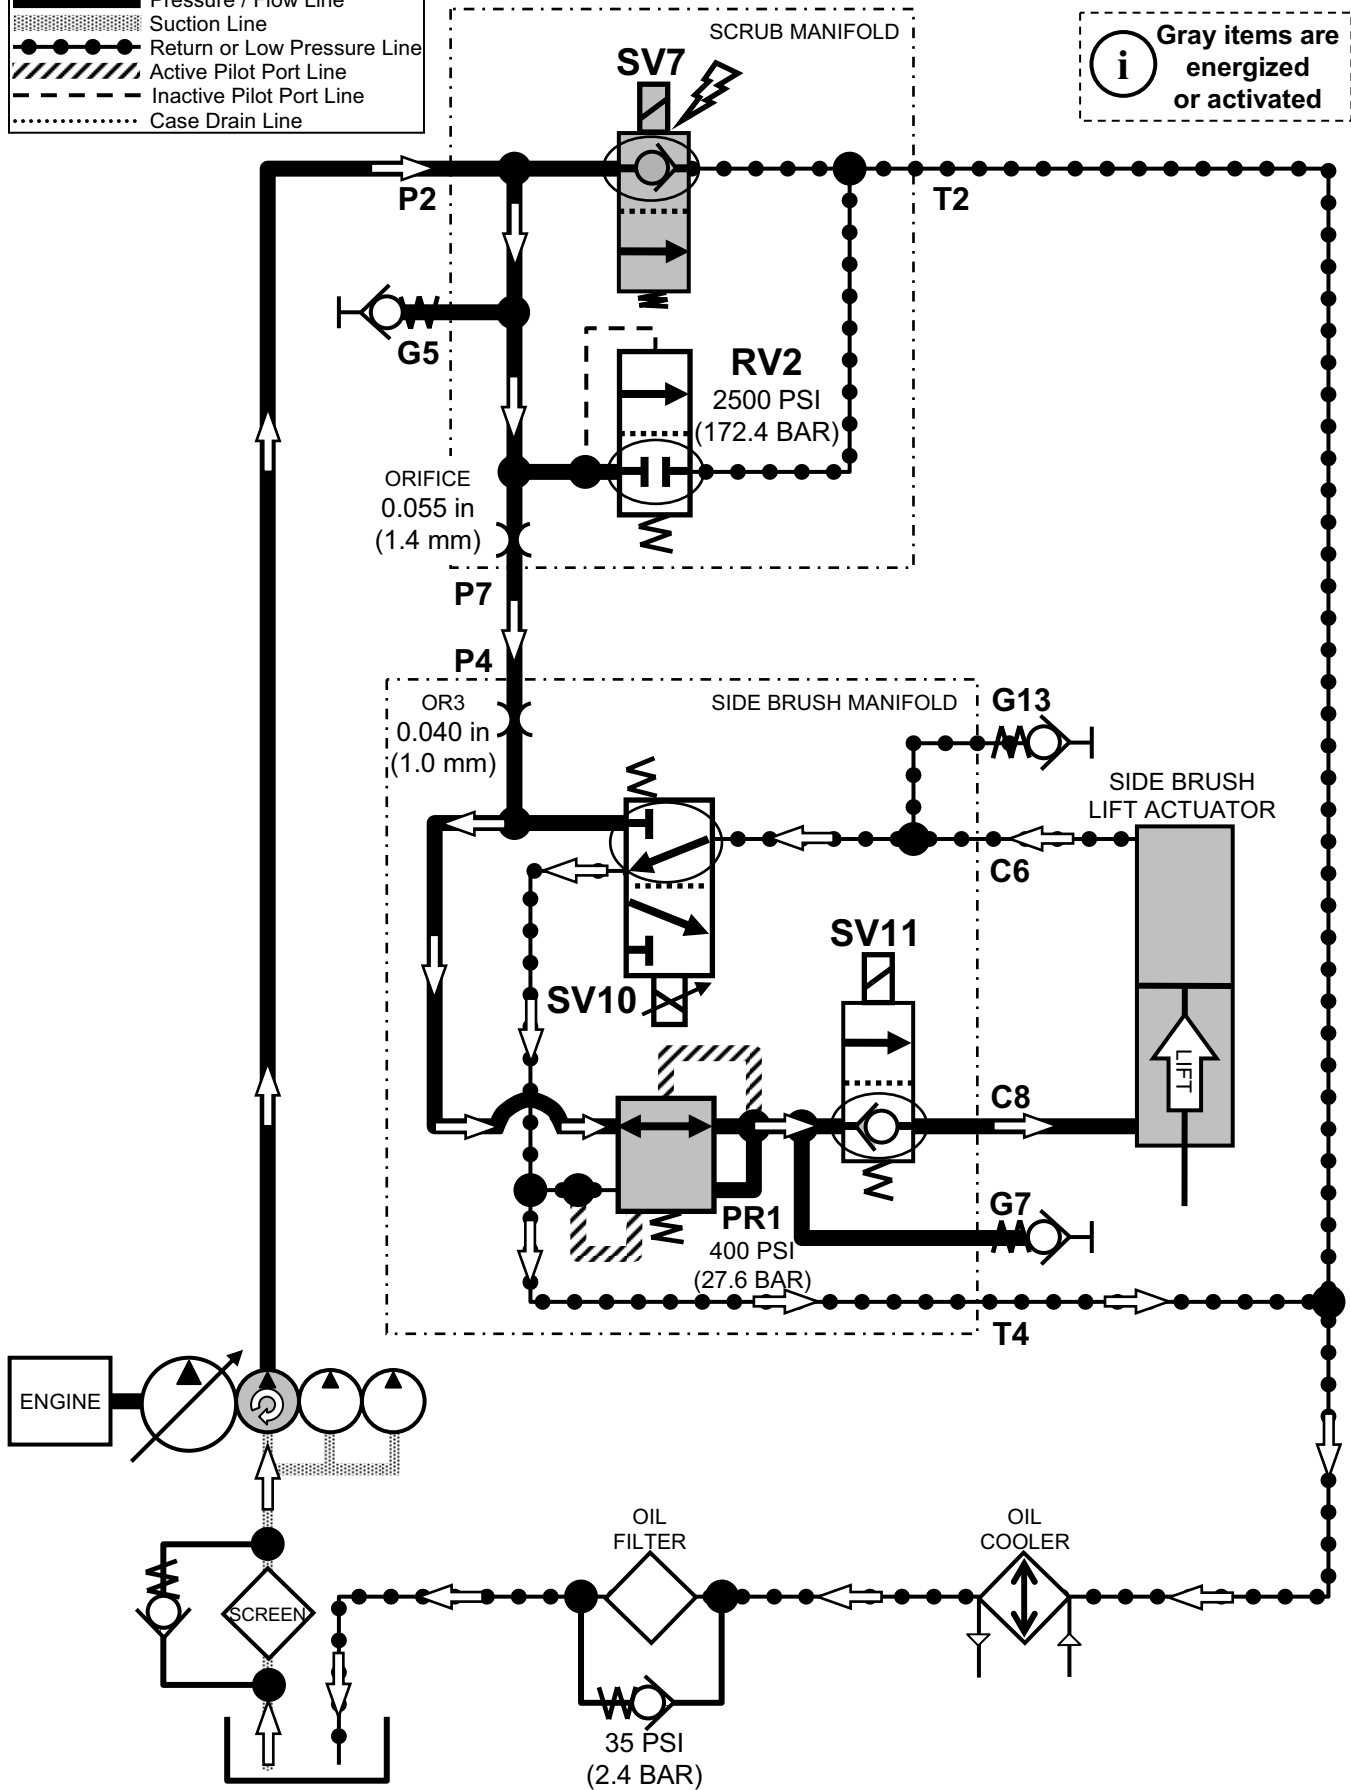 Pressure / Flow Line
Suction Line
Return or Low Pressure Line
Active Pilot Port Line
Inactive Pilot Port Line
Case Drain Line
SCRUB MANIFOLD
SV7
i
Gray items are
energized
or activated
P2
T2
G5
RV2
2500 PSI
(172.4 BAR)
ORIFICE
0.055 in
(1.4 mm)
P7
P4
OR3
0.040 in
(1.0 mm)
SIDE BRUSH MANIFOLD
G13
SIDE BRUSH
LIFT ACTUATOR
C6
SV11
SV10
LIFT
C8
PR1
400 PSI
(27.6 BAR)
G7
T4
ENGINE
OIL
FILTER
OIL
COOLER
SCREEN
35 PSI
(2.4 BAR)